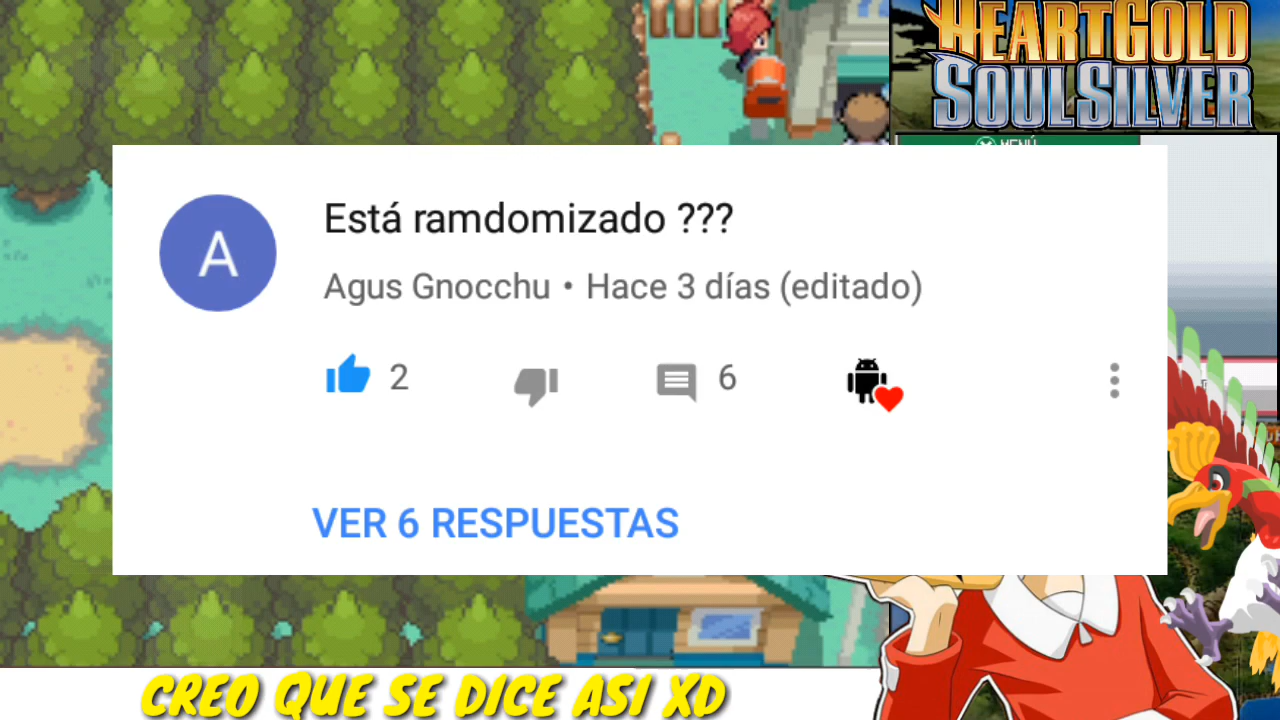 HEARTGOLD
SOULSILVER
MENÚ
A
Está ramdomizado ???
Agus Gnocchu • Hace 3 días (editado)
2
6
VER 6 RESPUESTAS
CREO QUE SE DICE ASI XD